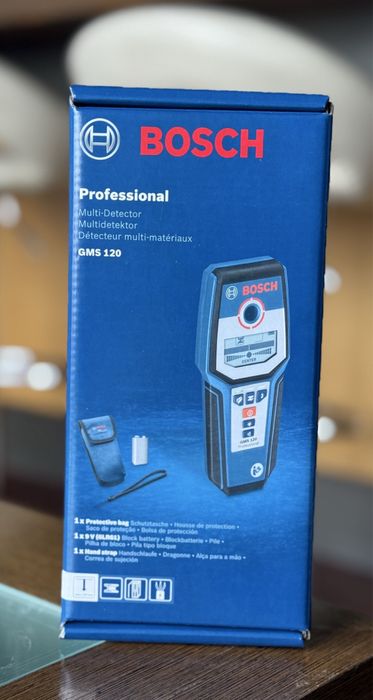 BOSCH
Professional
Multi-Detector
Multidetektor
Détecteur multi-matériaux
GMS 120
BOSCH
CENTER
GMS 120
Professional
1 x Protective bag Schutztasche • Housse de protection •
Saco de proteção • Bolsa de protección
1 x 9 V (6LR61) Block battery • Blockbatterie • Pile •
Pilha de bloco • Pila tipo bloque
1 x Hand strap Handschlaufe • Dragonne • Alça para a mão •
Correa de sujeción